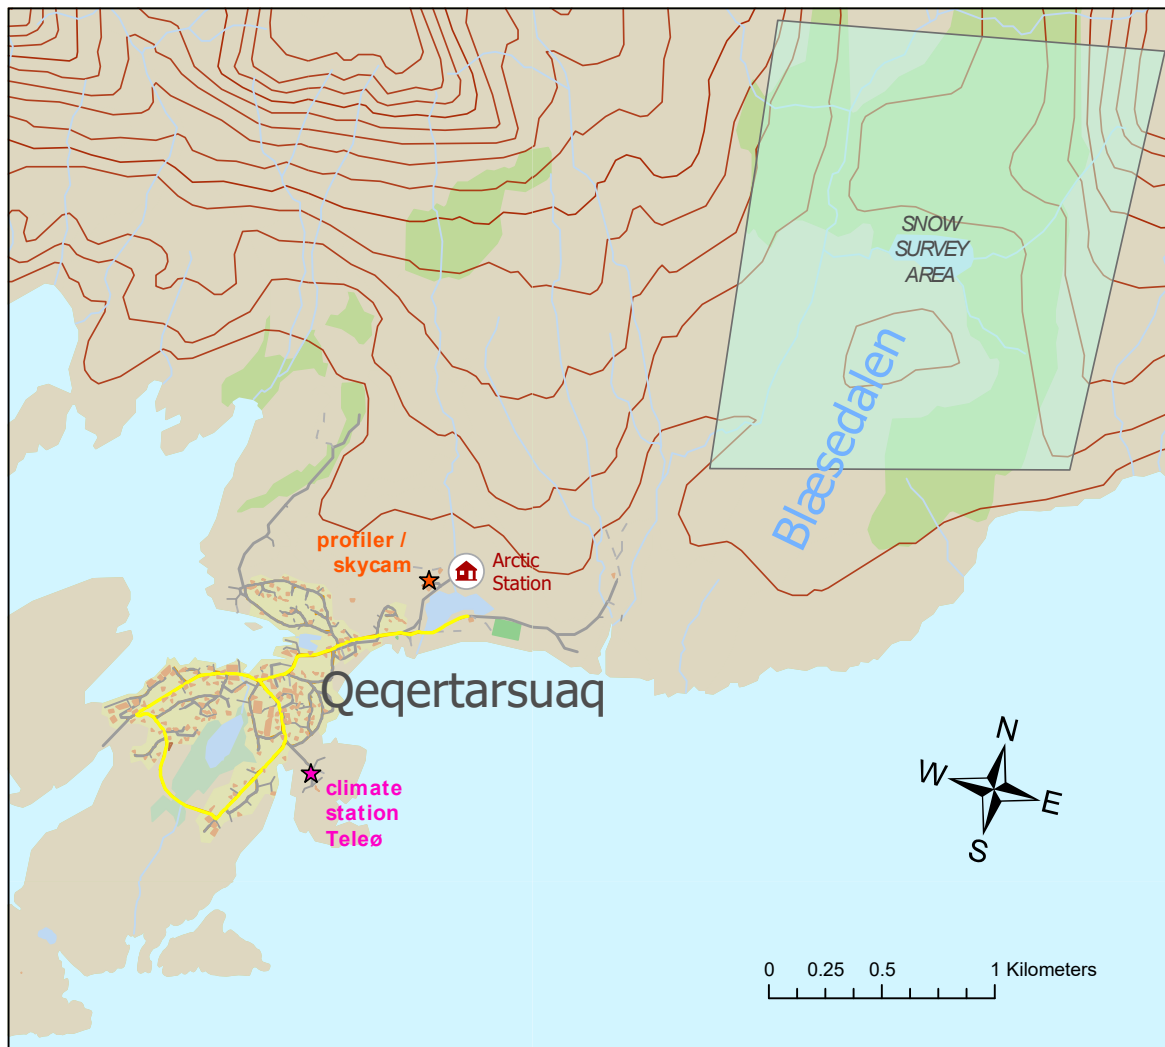 SNOW
SURVEY
AREA
Blæsedalen
profiler /
skycam
Arctic
Station
Qeqertarsuaq
climate
station
Teleø
N
W
E
S
0 0.25 0.5 1 Kilometers